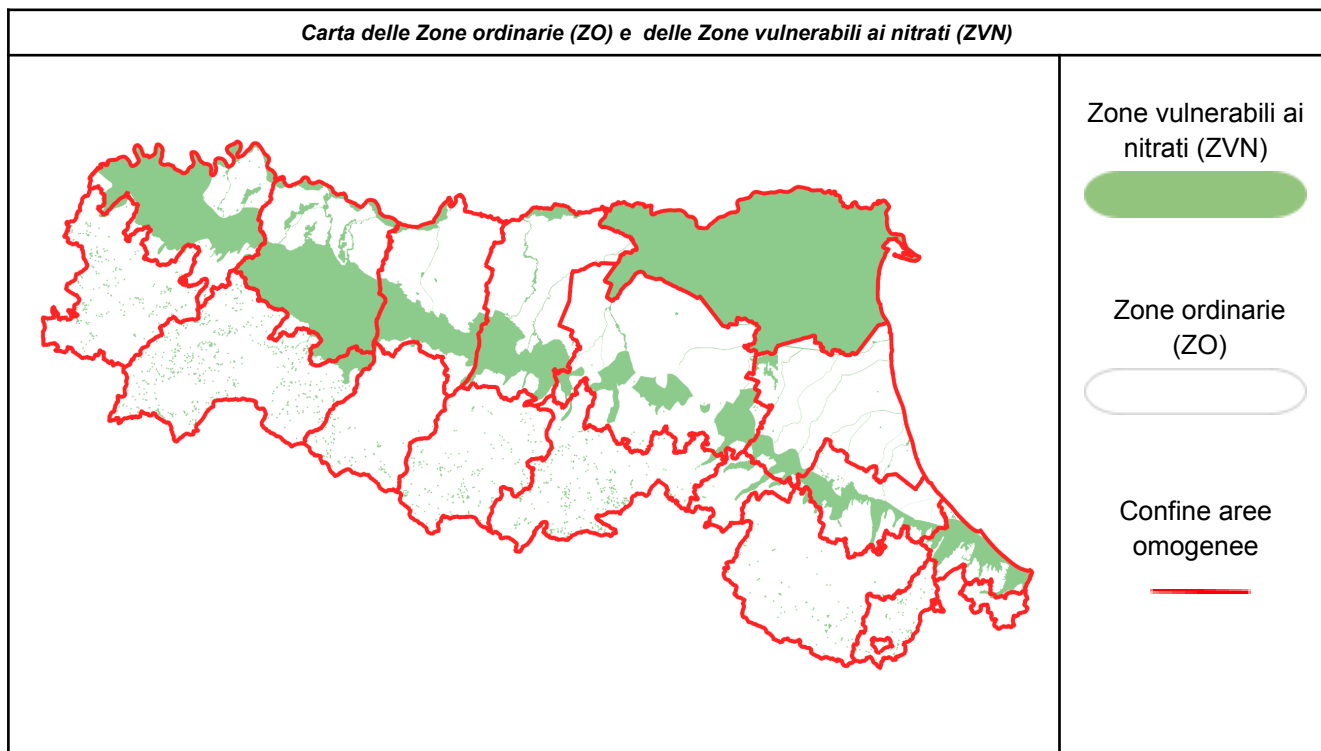 Carta delle Zone ordinarie (ZO) e delle Zone vulnerabili ai nitrati (ZVN)
Zone vulnerabili ai
nitrati (ZVN)
Zone ordinarie
(ZO)
Confine aree
omogenee